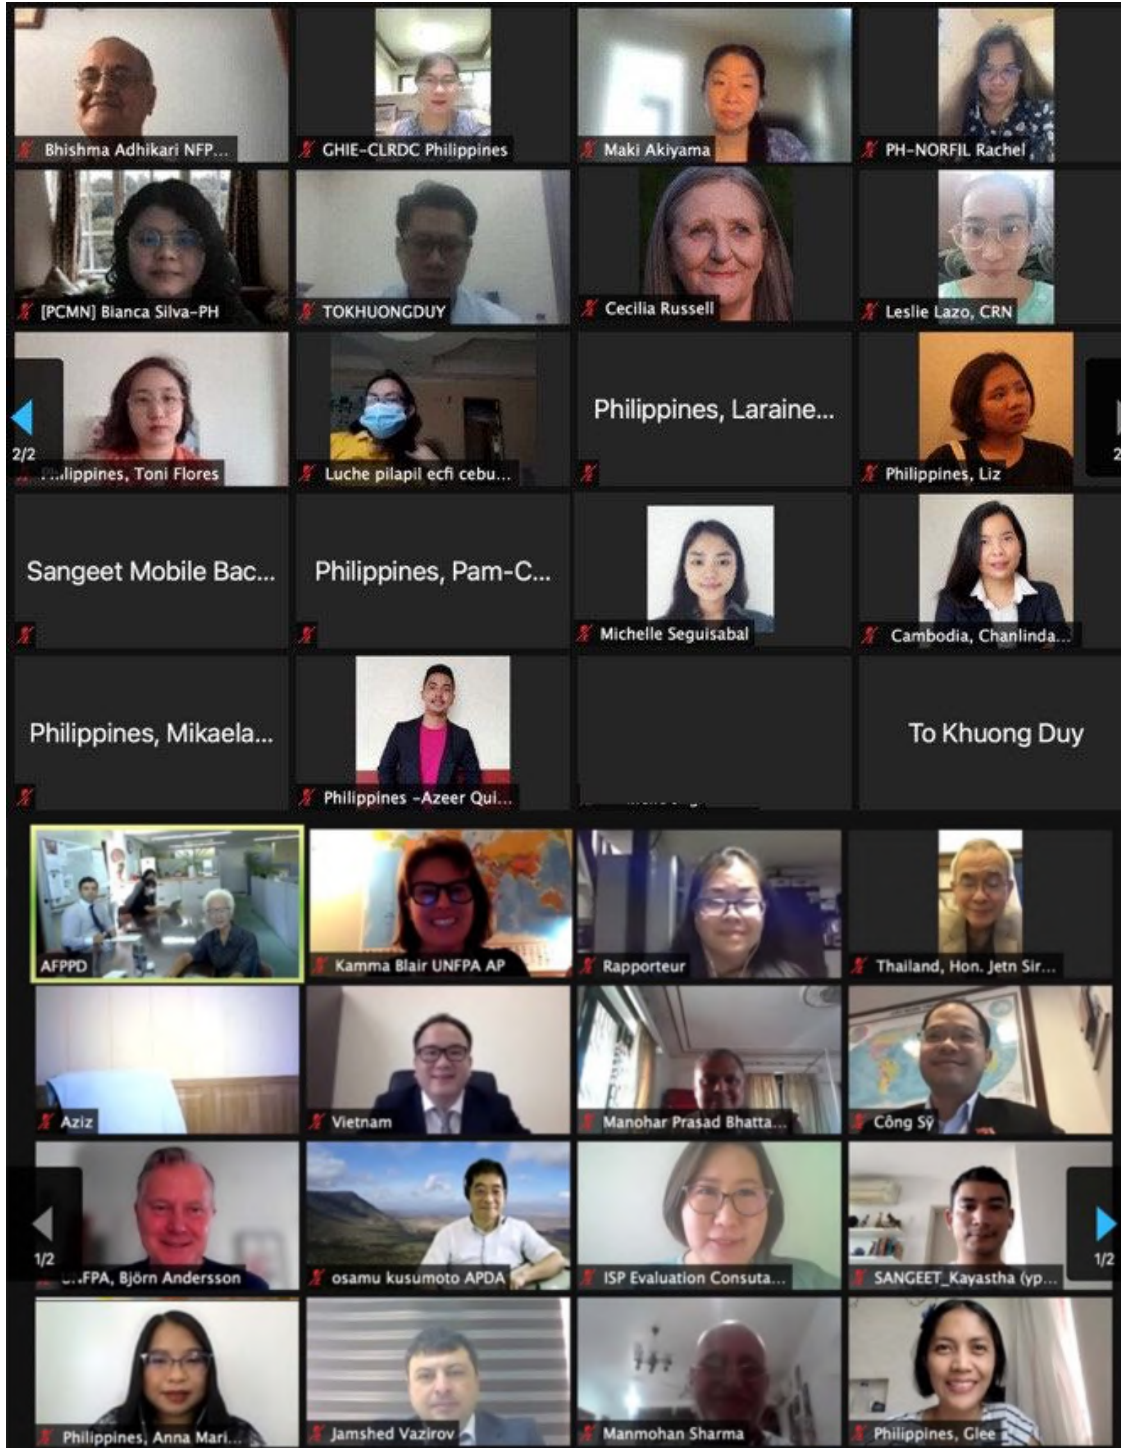 Bhishma Adhikari NFP...
GHIE-CLRDC Philippines
Maki Akiyama
PH-NORFIL Rachel
[PCMN] Bianca Silva-PH
TOKHUONGDUY
Cecilia Russell
Leslie Lazo, CRN
2/2
Philippines, Toni Flores
Luche pilapil ecfi cebu...
Philippines, Laraine...
Philippines, Liz
2
Sangeet Mobile Bac...
Philippines, Pam-C...
Michelle Seguisabal
Cambodia, Chanlinda...
Philippines, Mikaela...
Philippines -Azeer Qui...
To Khuong Duy
AFPPD
Kamma Blair UNFPA AP
Rapporteur
Thailand, Hon. Jetn Sir...
Aziz
Vietnam
Manohar Prasad Bhatta...
Công Sỹ
1/2
UNFPA, Björn Andersson
osamu kusumoto APDA
ISP Evaluation Consuta...
SANGEET_Kayastha (yp...
1/2
Philippines, Anna Mari...
Jamshed Vazirov
Manmohan Sharma
Philippines, Glee